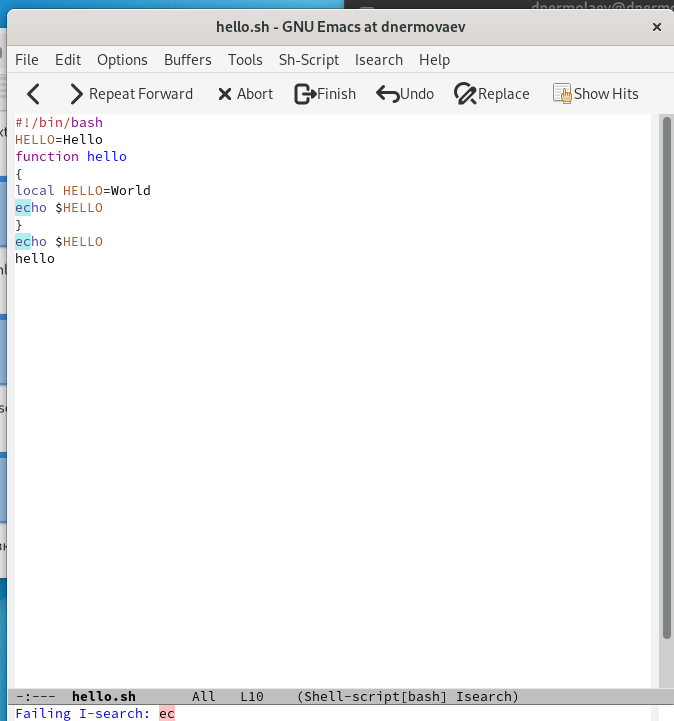 dnermolaev@dnerm
hello.sh - GNU Emacs at dnermovaev ×
File Edit Options Buffers Tools Sh-Script Isearch Help
Repeat Forward Abort Finish Undo Replace Show Hits
#!/bin/bash
HELLO=Hello
function hello
{
local HELLO=World
echo $HELLO
}
echo $HELLO
hello
-:--- hello.sh All L10 (Shell-script[bash] Isearch)
Failing I-search: ec